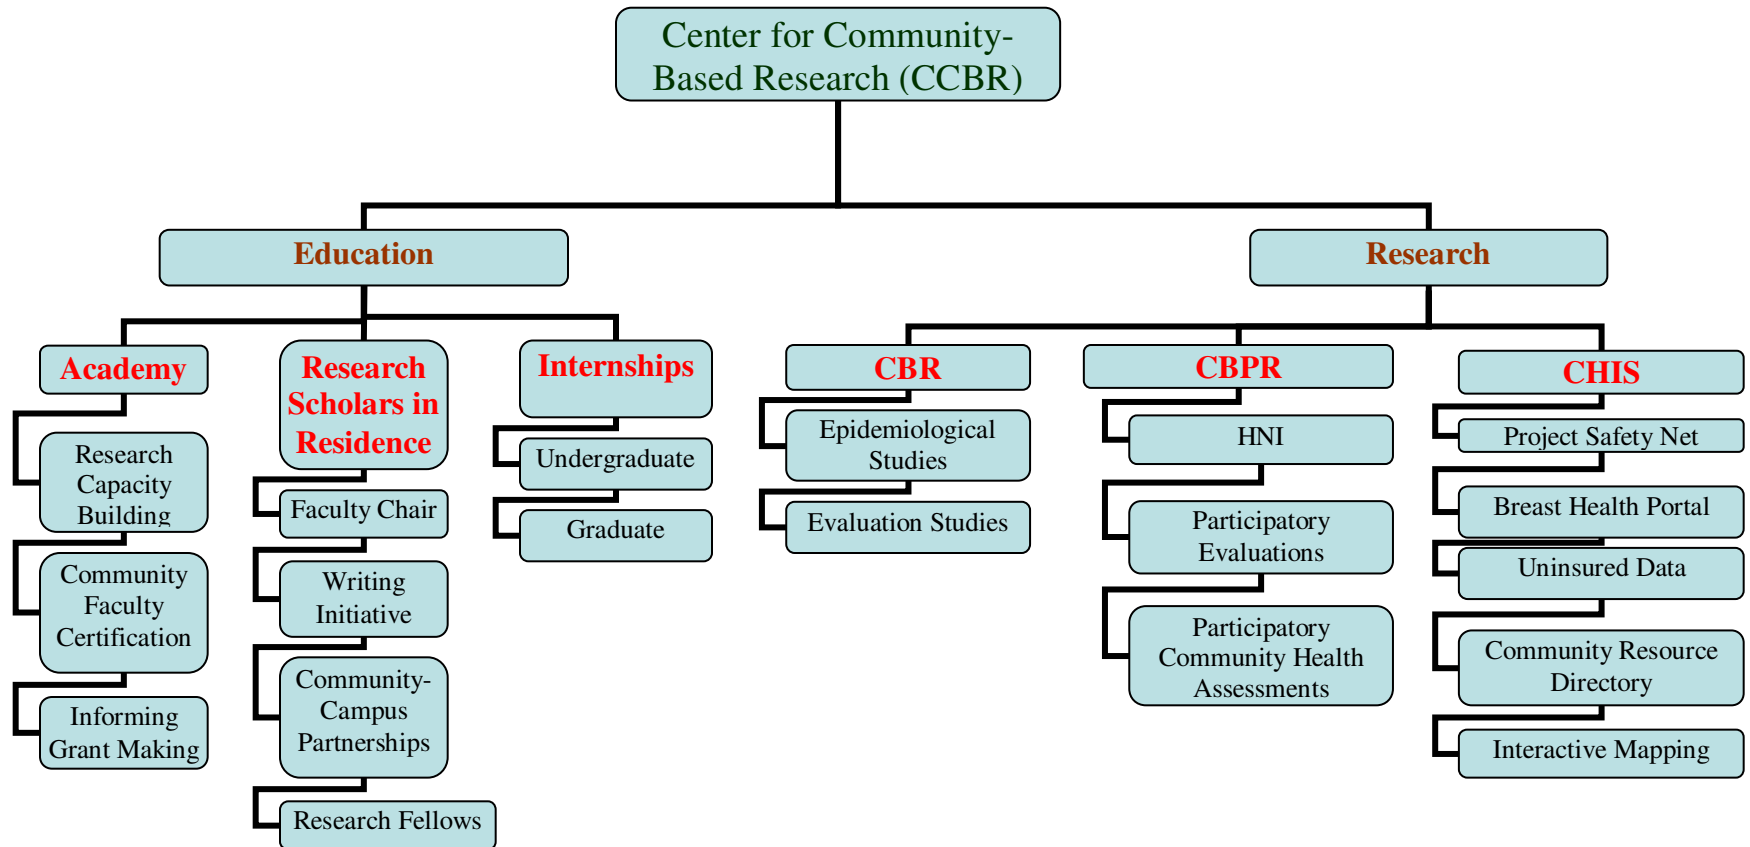 Center for Community-
Based Research (CCBR)
Education
Research
Academy
Research
Scholars in
Residence
Internships
CBR
CBPR
CHIS
Research
Capacity
Building
Community
Faculty
Certification
Informing
Grant Making
Faculty Chair
Writing
Initiative
Community-
Campus
Partnerships
Research Fellows
Undergraduate
Graduate
Epidemiological
Studies
Evaluation Studies
HNI
Participatory
Evaluations
Participatory
Community Health
Assessments
Project Safety Net
Breast Health Portal
Uninsured Data
Community Resource
Directory
Interactive Mapping